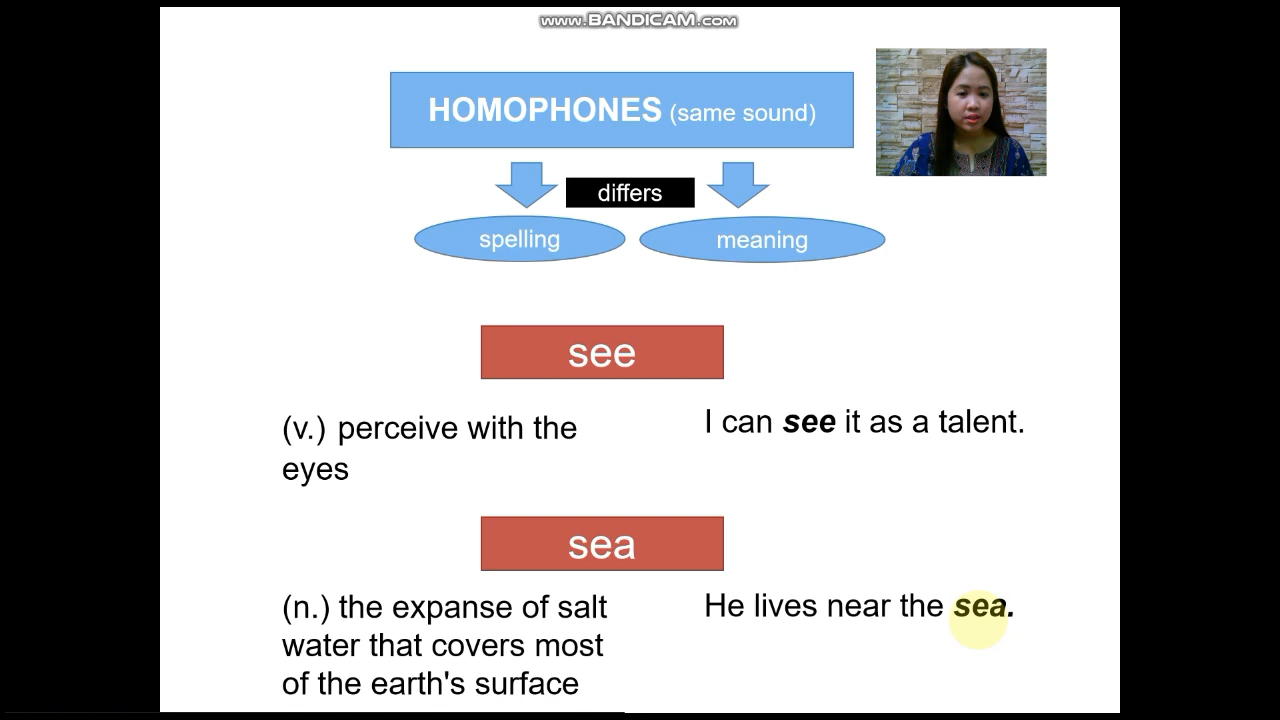 www.BANDICAM.COM
HOMOPHONES (same sound)
differs
spelling
meaning
see
(v.) perceive with the
eyes
I can see it as a talent.
sea
(n.) the expanse of salt
water that covers most
of the earth's surface
He lives near the sea.